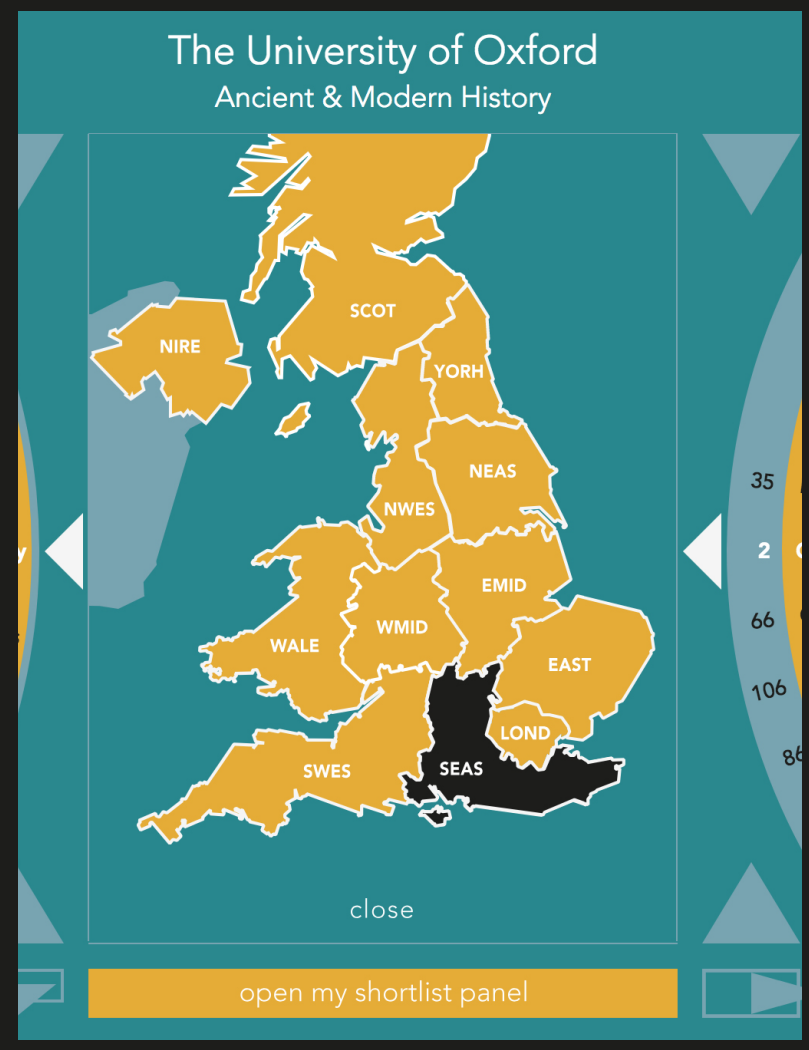 The University of Oxford
Ancient & Modern History
SCOT
NIRE
YORH
NEAS
35
NWES
y
2
EMID
66
WMID
WALE
EAST
106
LOND
86
SEAS
SWES
close
open my shortlist panel